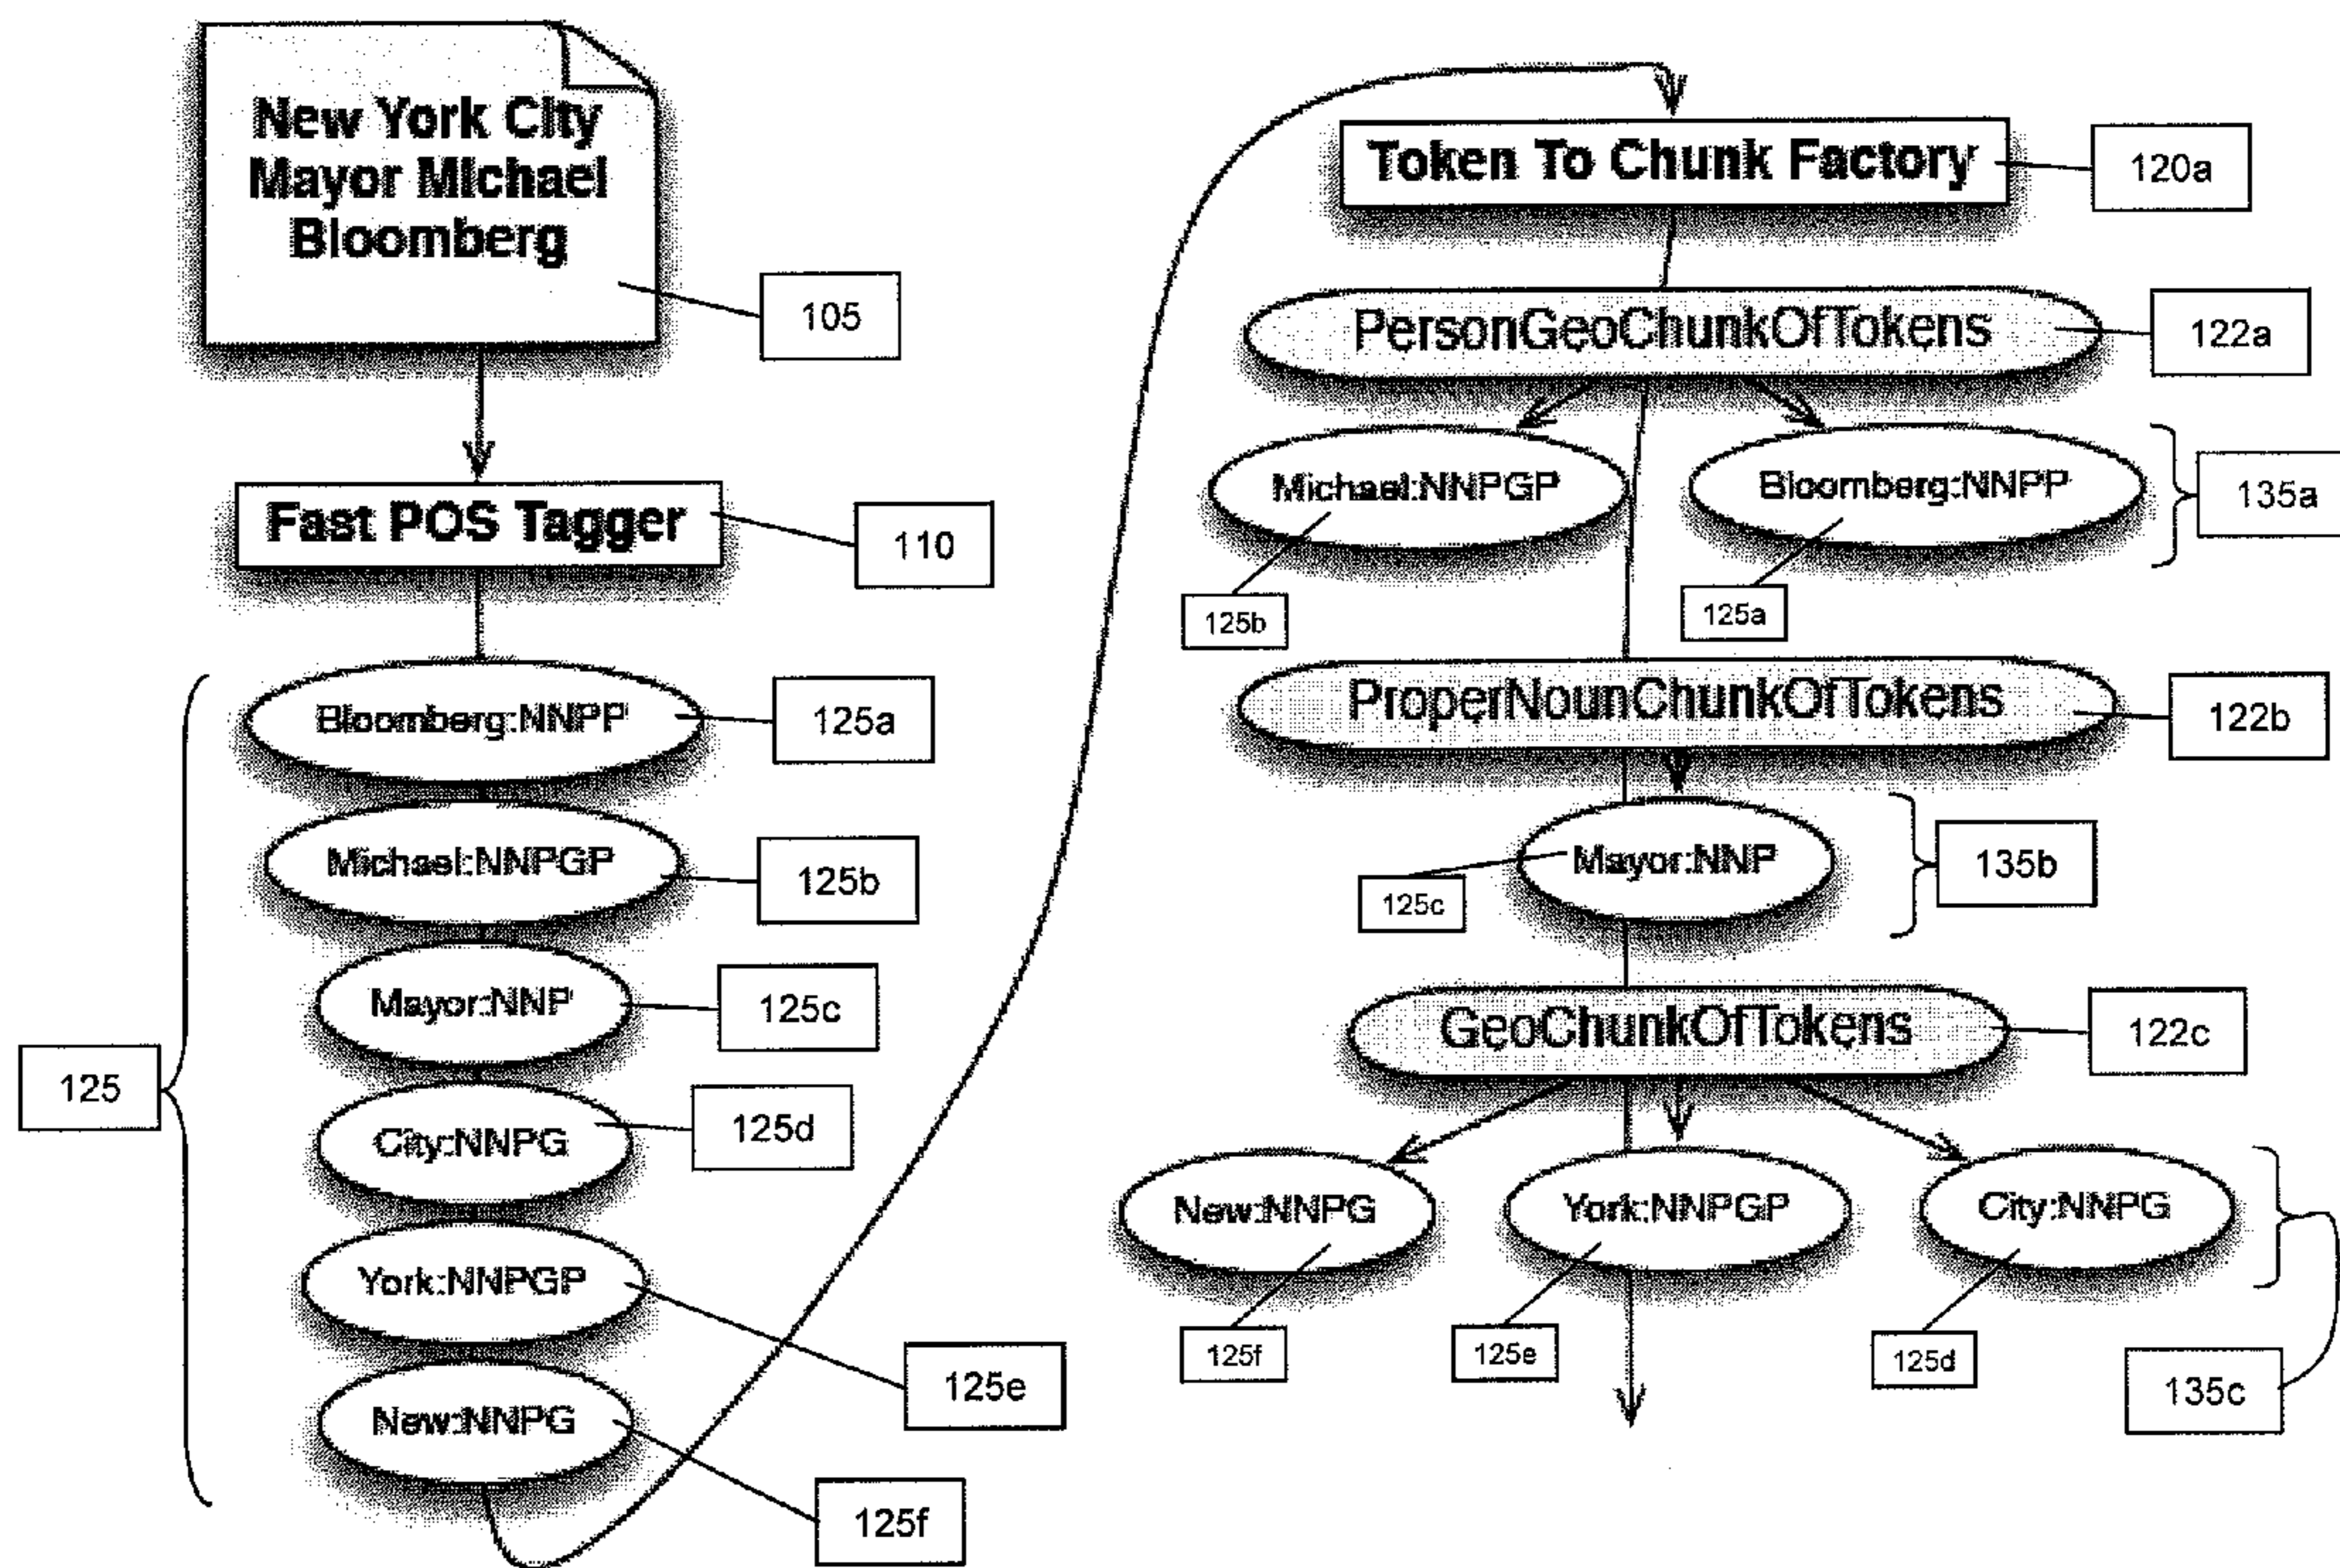 New York City
Mayor Michael
Bloomberg
105
Fast POS Tagger
110
Bloomberg:NNPP
125a
Michael:NNPGP
125b
Mayor:NNP
125c
City:NNPG
125d
125
York:NNPGP
125e
New:NNPG
125f
Token To Chunk Factory
120a
PersonGeoChunkOfTokens
122a
Michael:NNPGP
Bloomberg:NNPP
135a
125b
125a
ProperNounChunkOfTokens
122b
Mayor:NNP
135b
125c
GeoChunkOfTokens
122c
New:NNPG
York:NNPGP
City:NNPG
125f
125e
125d
135c